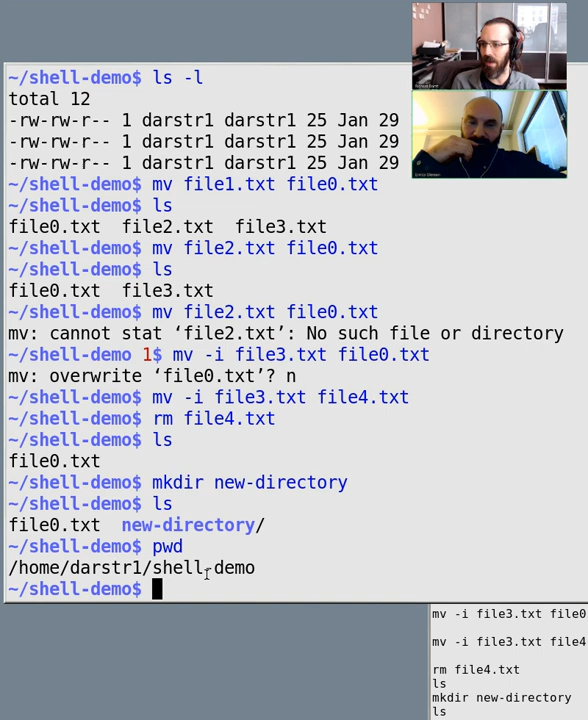 ~/shell-demo$ ls -l
total 12
-rw-rw-r-- 1 darstr1 darstr1 25 Jan 29
-rw-rw-r-- 1 darstr1 darstr1 25 Jan 29
-rw-rw-r-- 1 darstr1 darstr1 25 Jan 29
~/shell-demo$ mv file1.txt file0.txt
~/shell-demo$ ls
file0.txt  file2.txt  file3.txt
~/shell-demo$ mv file2.txt file0.txt
~/shell-demo$ ls
file0.txt  file3.txt
~/shell-demo$ mv file2.txt file0.txt
mv: cannot stat ‘file2.txt’: No such file or directory
~/shell-demo 1$ mv -i file3.txt file0.txt
mv: overwrite ‘file0.txt’? n
~/shell-demo$ mv -i file3.txt file4.txt
~/shell-demo$ rm file4.txt
~/shell-demo$ ls
file0.txt
~/shell-demo$ mkdir new-directory
~/shell-demo$ ls
file0.txt  new-directory/
~/shell-demo$ pwd
/home/darstr1/shell-demo
~/shell-demo$
mv -i file3.txt file0
mv -i file3.txt file4
rm file4.txt
ls
mkdir new-directory
ls